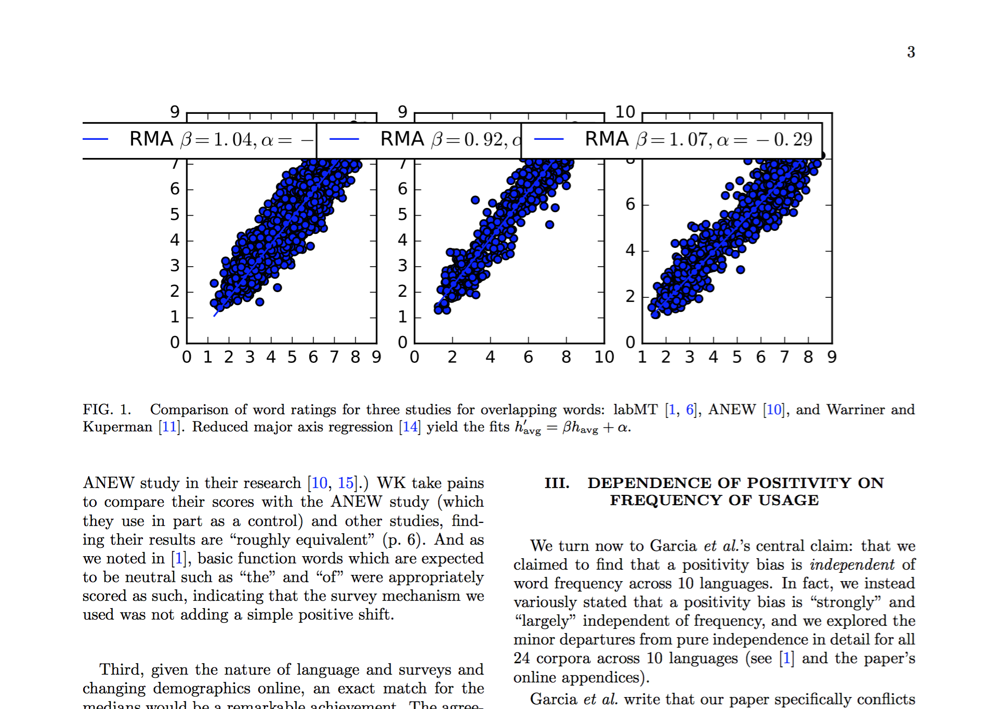 3
9
9
10
RMA β = 1.04, α = −
RMA β = 0.92, α
RMA β = 1.07, α = −0.29
7
6
5
4
3
2
1
0
0 1 2 3 4 5 6 7 8 9
7
6
5
4
3
2
1
0
0 2 4 6 8 10
8
6
4
2
0
1 2 3 4 5 6 7 8 9
FIG. 1. Comparison of word ratings for three studies for overlapping words: labMT [1, 6], ANEW [10], and Warriner and
Kuperman [11]. Reduced major axis regression [14] yield the fits h′avg = βhavg + α.
ANEW study in their research [10, 15].) WK take pains
to compare their scores with the ANEW study (which
they use in part as a control) and other studies, find-
ing their results are “roughly equivalent” (p. 6). And as
we noted in [1], basic function words which are expected
to be neutral such as “the” and “of” were appropriately
scored as such, indicating that the survey mechanism we
used was not adding a simple positive shift.
Third, given the nature of language and surveys and
changing demographics online, an exact match for the
medians would be a remarkable achievement. The agree-
III. DEPENDENCE OF POSITIVITY ON
FREQUENCY OF USAGE
We turn now to Garcia et al.’s central claim: that we
claimed to find that a positivity bias is independent of
word frequency across 10 languages. In fact, we instead
variously stated that a positivity bias is “strongly” and
“largely” independent of frequency, and we explored the
minor departures from pure independence in detail for all
24 corpora across 10 languages (see [1] and the paper’s
online appendices).
Garcia et al. write that our paper specifically conflicts